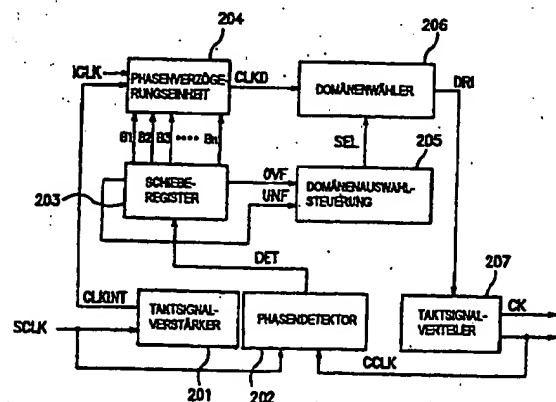 204
206
ICLK
PHASENVERZÖGE-
RUNGSEINHEIT
CLKD
DOMÄNENWÄHLER
DRI
B1 B2 B3 •••• Bn
SEL
205
203
SCHIEBE-
REGISTER
OVF
UNF
DOMÄNENAUSWAHL-
STEUERUNG
DET
207
CLKINT
SCLK
TAKTSIGNAL-
VERSTÄRKER
PHASENDETEKTOR
TAKTSIGNAL-
VERTEILER
CK
CCLK
201
202